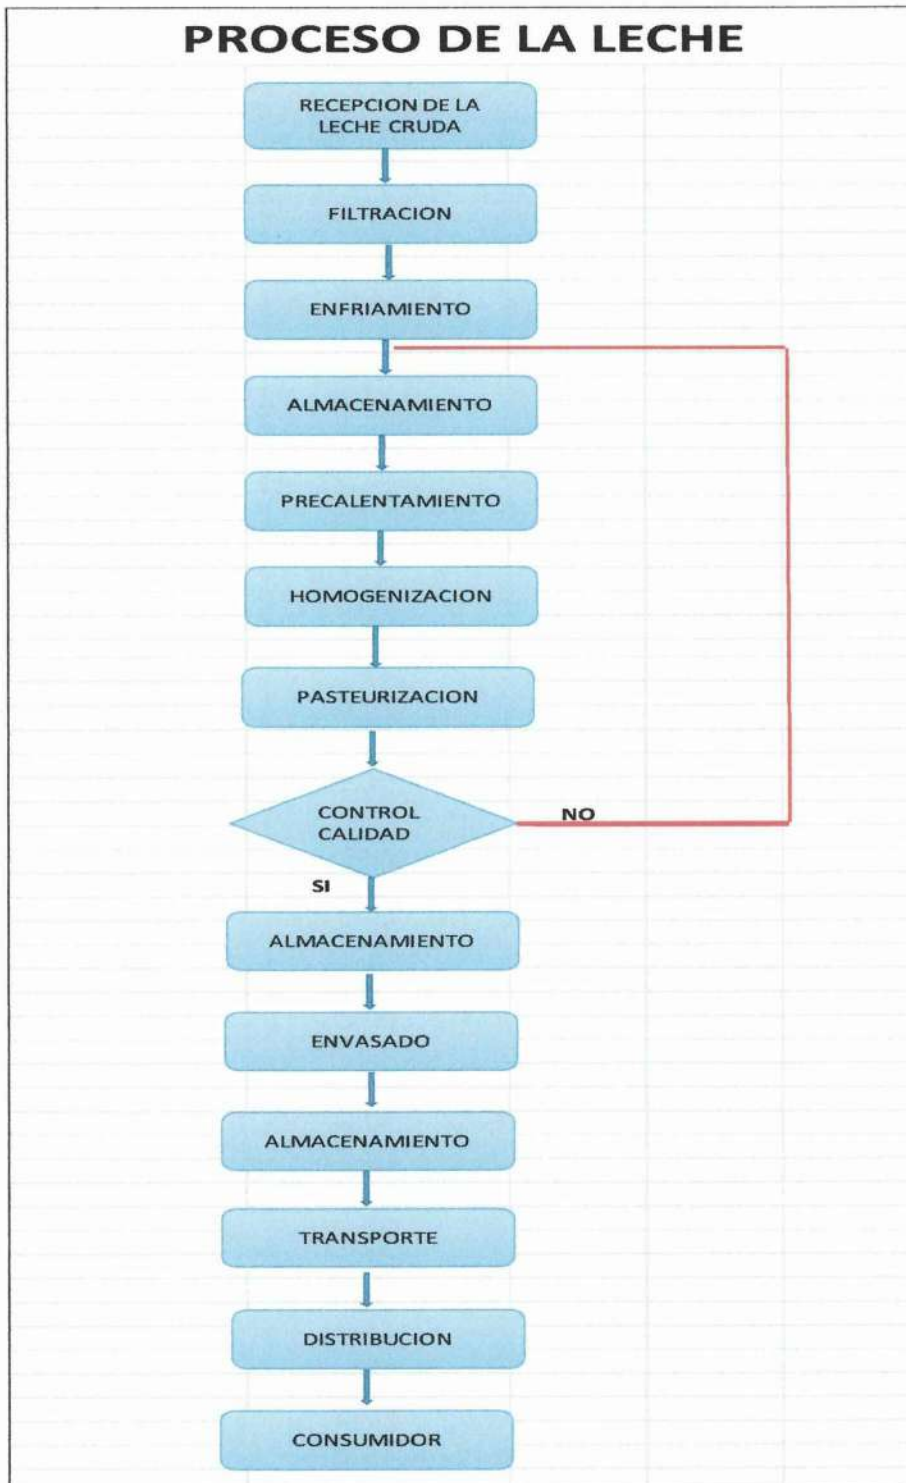 PROCESO DE LA LECHE
RECEPCION DE LA
LECHE CRUDA
FILTRACION
ENFRIAMIENTO
ALMACENAMIENTO
PRECALENTAMIENTO
HOMOGENIZACION
PASTEURIZACION
CONTROL
CALIDAD
NO
SI
ALMACENAMIENTO
ENVASADO
ALMACENAMIENTO
TRANSPORTE
DISTRIBUCION
CONSUMIDOR